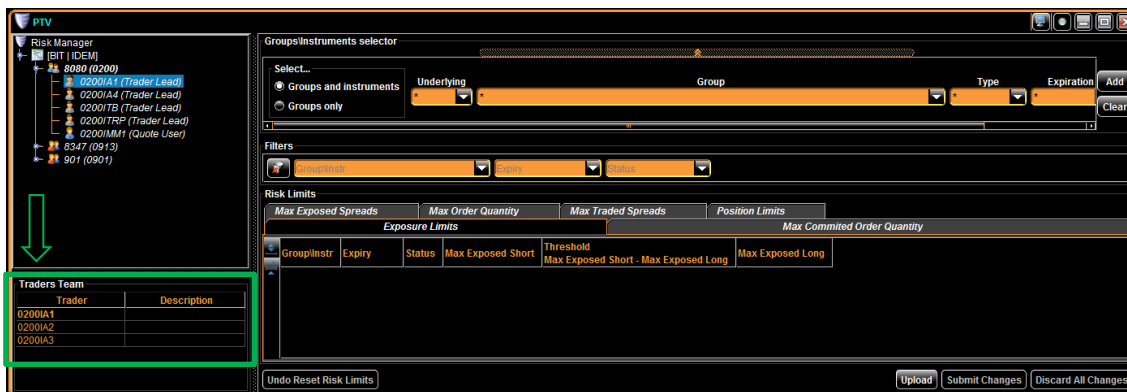 PTV
Risk Manager
[BIT | IDEM]
8080 (0200)
0200IA1 (Trader Lead)
0200IA4 (Trader Lead)
0200ITB (Trader Lead)
0200ITRP (Trader Lead)
0200IMM1 (Quote User)
8347 (0913)
901 (0901)
Traders Team
Trader Description
0200IA1
0200IA2
0200IA3
Groups\Instruments selector
Select...
Groups and instruments
Groups only
Underlying Group Type Expiration
* * * *
Add
Clear
Filters
Group\Instr Expiry Status
Risk Limits
Max Exposed Spreads Max Order Quantity Max Traded Spreads Position Limits
Exposure Limits Max Commited Order Quantity
Group\Instr Expiry Status Max Exposed Short Threshold Max Exposed Long
Max Exposed Short - Max Exposed Long
Undo Reset Risk Limits Upload Submit Changes Discard All Changes